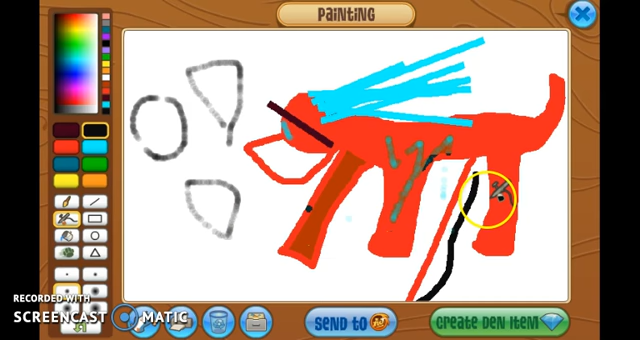 PAINTING
RECORDED WITH
SCREENCAST MATIC
SEND TO
CREATE DEN ITEM